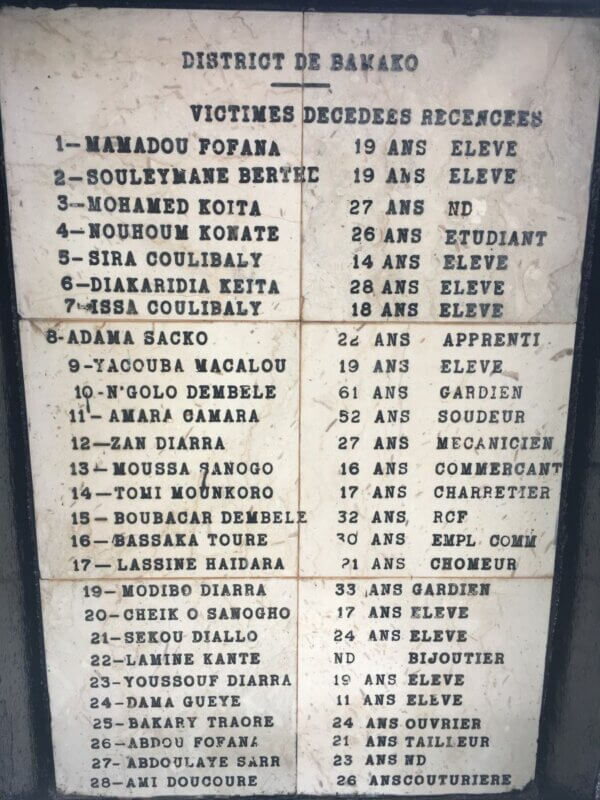 DISTRICT DE BAMAKO
VICTIMES DECEDEES RECENCEES
1-MAMADOU FOFANA 19 ANS ELEVE
2-SOULEYMANE BERTHE 19 ANS ELEVE
3-MOHAMED KOITA 27 ANS ND
4-NOUHOUM KONATE 26 ANS ETUDIANT
5-SIRA COULIBALY 14 ANS ELEVE
6-DIAKARIDIA KEITA 28 ANS ELEVE
7-ISSA COULIBALY 18 ANS ELEVE
8-ADAMA SACKO 22 ANS APPRENTI
9-YACOUBA MACALOU 19 ANS ELEVE
10-N'GOLO DEMBELE 61 ANS GARDIEN
11-AMARA CAMARA 52 ANS SOUDEUR
12-ZAN DIARRA 27 ANS MECANICIEN
13-MOUSSA SANOGO 16 ANS COMMERCANT
14-TOMI MOUNKORO 17 ANS CHARRETIER
15-BOUBACAR DEMBELE 32 ANS RCF
16-BASSAKA TOURE 30 ANS EMPL COMM
17-LASSINE HAIDARA 21 ANS CHOMEUR
19-MODIBO DIARRA 33 ANS GARDIEN
20-CHEIK O SANOGHO 17 ANS ELEVE
21-SEKOU DIALLO 24 ANS ELEVE
22-LAMINE KANTE ND BIJOUTIER
23-YOUSSOUF DIARRA 19 ANS ELEVE
24-DAMA GUEYE 11 ANS ELEVE
25-BAKARY TRAORE 24 ANS OUVRIER
26-ABDOU FOFANA 21 ANS TAILLEUR
27-ABDOULAYE SARR 23 ANS ND
28-AMI DOUCOURE 26 ANSCOUTURIERE